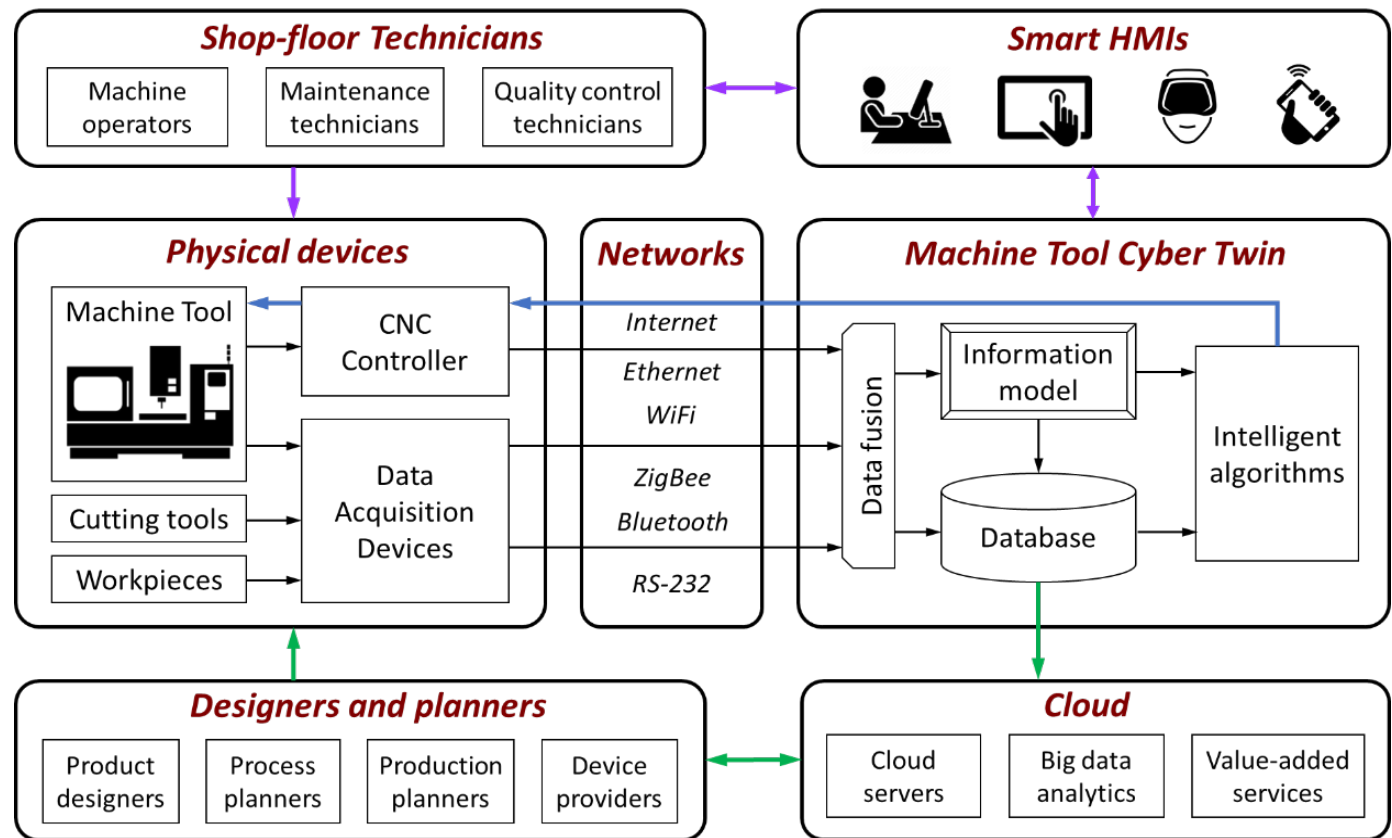 Shop-floor Technicians
Machine
operators
Maintenance
technicians
Quality control
technicians
Smart HMIs
Physical devices
Machine Tool
CNC
Controller
Data
Acquisition
Devices
Cutting tools
Workpieces
Networks
Internet
Ethernet
WiFi
ZigBee
Bluetooth
RS-232
Machine Tool Cyber Twin
Data fusion
Information
model
Database
Intelligent
algorithms
Designers and planners
Product
designers
Process
planners
Production
planners
Device
providers
Cloud
Cloud
servers
Big data
analytics
Value-added
services